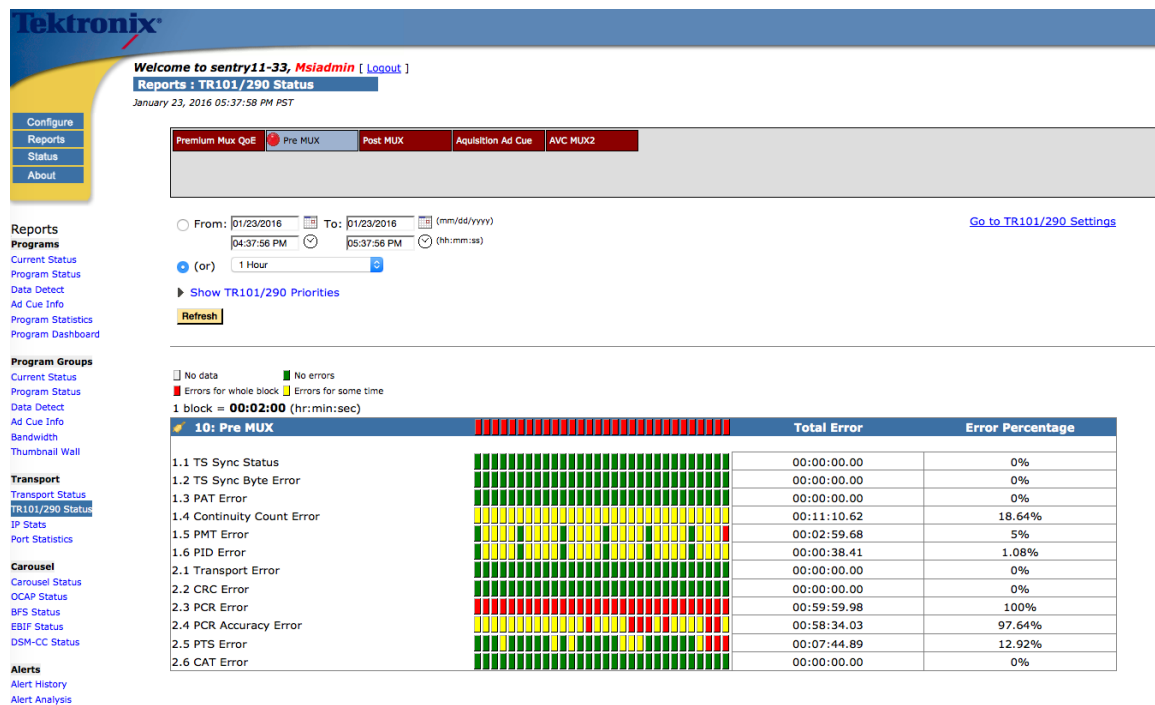 Tektronix®
Welcome to sentry11-33, Msiadmin [ Logout ]
Reports : TR101/290 Status
January 23, 2016 05:37:58 PM PST
Configure
Reports
Status
About
Premium Mux QoE Pre MUX Post MUX Aquisition Ad Cue AVC MUX2
From: 01/23/2016 To: 01/23/2016 (mm/dd/yyyy)
04:37:56 PM 05:37:56 PM (hh:mm:ss)
(or) 1 Hour
Go to TR101/290 Settings
Show TR101/290 Priorities
Refresh
Reports
Programs
Current Status
Program Status
Data Detect
Ad Cue Info
Program Statistics
Program Dashboard
Program Groups
Current Status
Program Status
Data Detect
Ad Cue Info
Bandwidth
Thumbnail Wall
Transport
Transport Status
TR101/290 Status
IP Stats
Port Statistics
Carousel
Carousel Status
OCAP Status
BFS Status
EBIF Status
DSM-CC Status
Alerts
Alert History
Alert Analysis
No data No errors
Errors for whole block Errors for some time
1 block = 00:02:00 (hr:min:sec)
10: Pre MUX Total Error Error Percentage
1.1 TS Sync Status 00:00:00.00 0%
1.2 TS Sync Byte Error 00:00:00.00 0%
1.3 PAT Error 00:00:00.00 0%
1.4 Continuity Count Error 00:11:10.62 18.64%
1.5 PMT Error 00:02:59.68 5%
1.6 PID Error 00:00:38.41 1.08%
2.1 Transport Error 00:00:00.00 0%
2.2 CRC Error 00:00:00.00 0%
2.3 PCR Error 00:59:59.98 100%
2.4 PCR Accuracy Error 00:58:34.03 97.64%
2.5 PTS Error 00:07:44.89 12.92%
2.6 CAT Error 00:00:00.00 0%